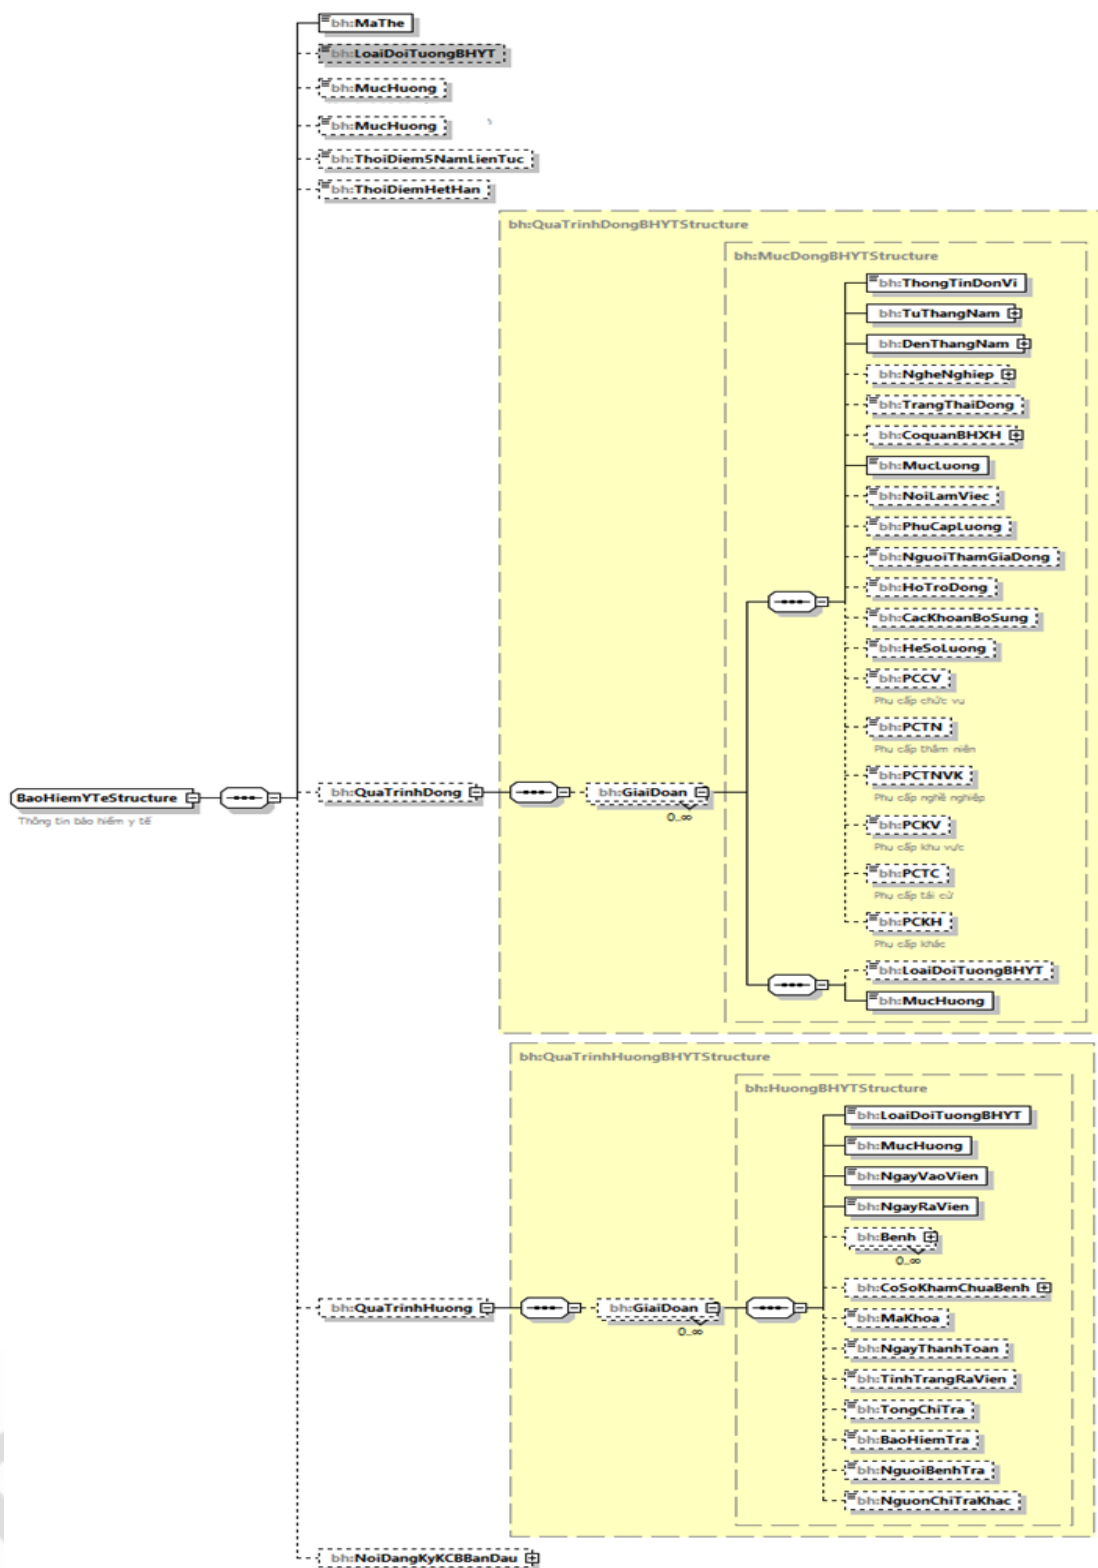 bh:MaThe
bh:LoaiDoiTuongBHYT
bh:MucHuong
bh:MucHuong
bh:ThoiDiem5NamLienTuc
bh:ThoiDiemHetHan
bh:QuaTrinhDongBHYTStructure
bh:MucDongBHYTStructure
bh:ThongTinDonVi
bh:TuThangNam
bh:DenThangNam
bh:NgheNghiep
bh:TrangThaiDong
bh:CoquanBHXH
bh:MucLuong
bh:NoiLamViec
bh:PhuCapLuong
bh:NguoiThamGiaDong
bh:HoTroDong
bh:CacKhoanBoSung
bh:HeSoLuong
bh:PCCV
Phụ cấp chức vụ
bh:PCTN
Phụ cấp thâm niên
bh:PCTNVK
Phụ cấp nghề nghiệp
bh:PCKV
Phụ cấp khu vực
bh:PCTC
Phụ cấp tái cử
bh:PCKH
Phụ cấp khác
bh:LoaiDoiTuongBHYT
bh:MucHuong
BaoHiemYTeStructure
Thông tin bảo hiểm y tế
bh:QuaTrinhDong
bh:GiaiDoan
0..∞
bh:QuaTrinhHuongBHYTStructure
bh:HuongBHYTStructure
bh:LoaiDoiTuongBHYT
bh:MucHuong
bh:NgayVaoVien
bh:NgayRaVien
bh:Benh
0..∞
bh:CoSoKhamChuaBenh
bh:MaKhoa
bh:NgayThanhToan
bh:TinhTrangRaVien
bh:TongChiTra
bh:BaoHiemTra
bh:NguoiBenhTra
bh:NguonChiTraKhac
bh:QuaTrinhHuong
bh:GiaiDoan
0..∞
bh:NoiDangKyKCBBanDau